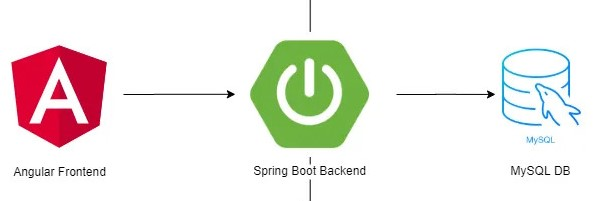 A
MySQL
Angular Frontend
Spring Boot Backend
MySQL DB